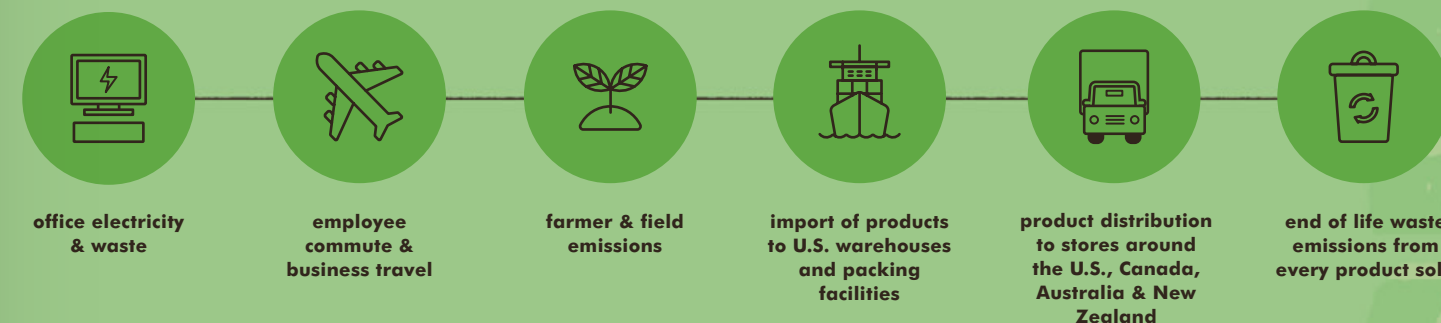 office electricity
& waste
employee
commute &
business travel
farmer & field
emissions
import of products
to U.S. warehouses
and packing
facilities
product distribution
to stores around
the U.S., Canada,
Australia & New
Zealand
end of life waste
emissions from
every product sold